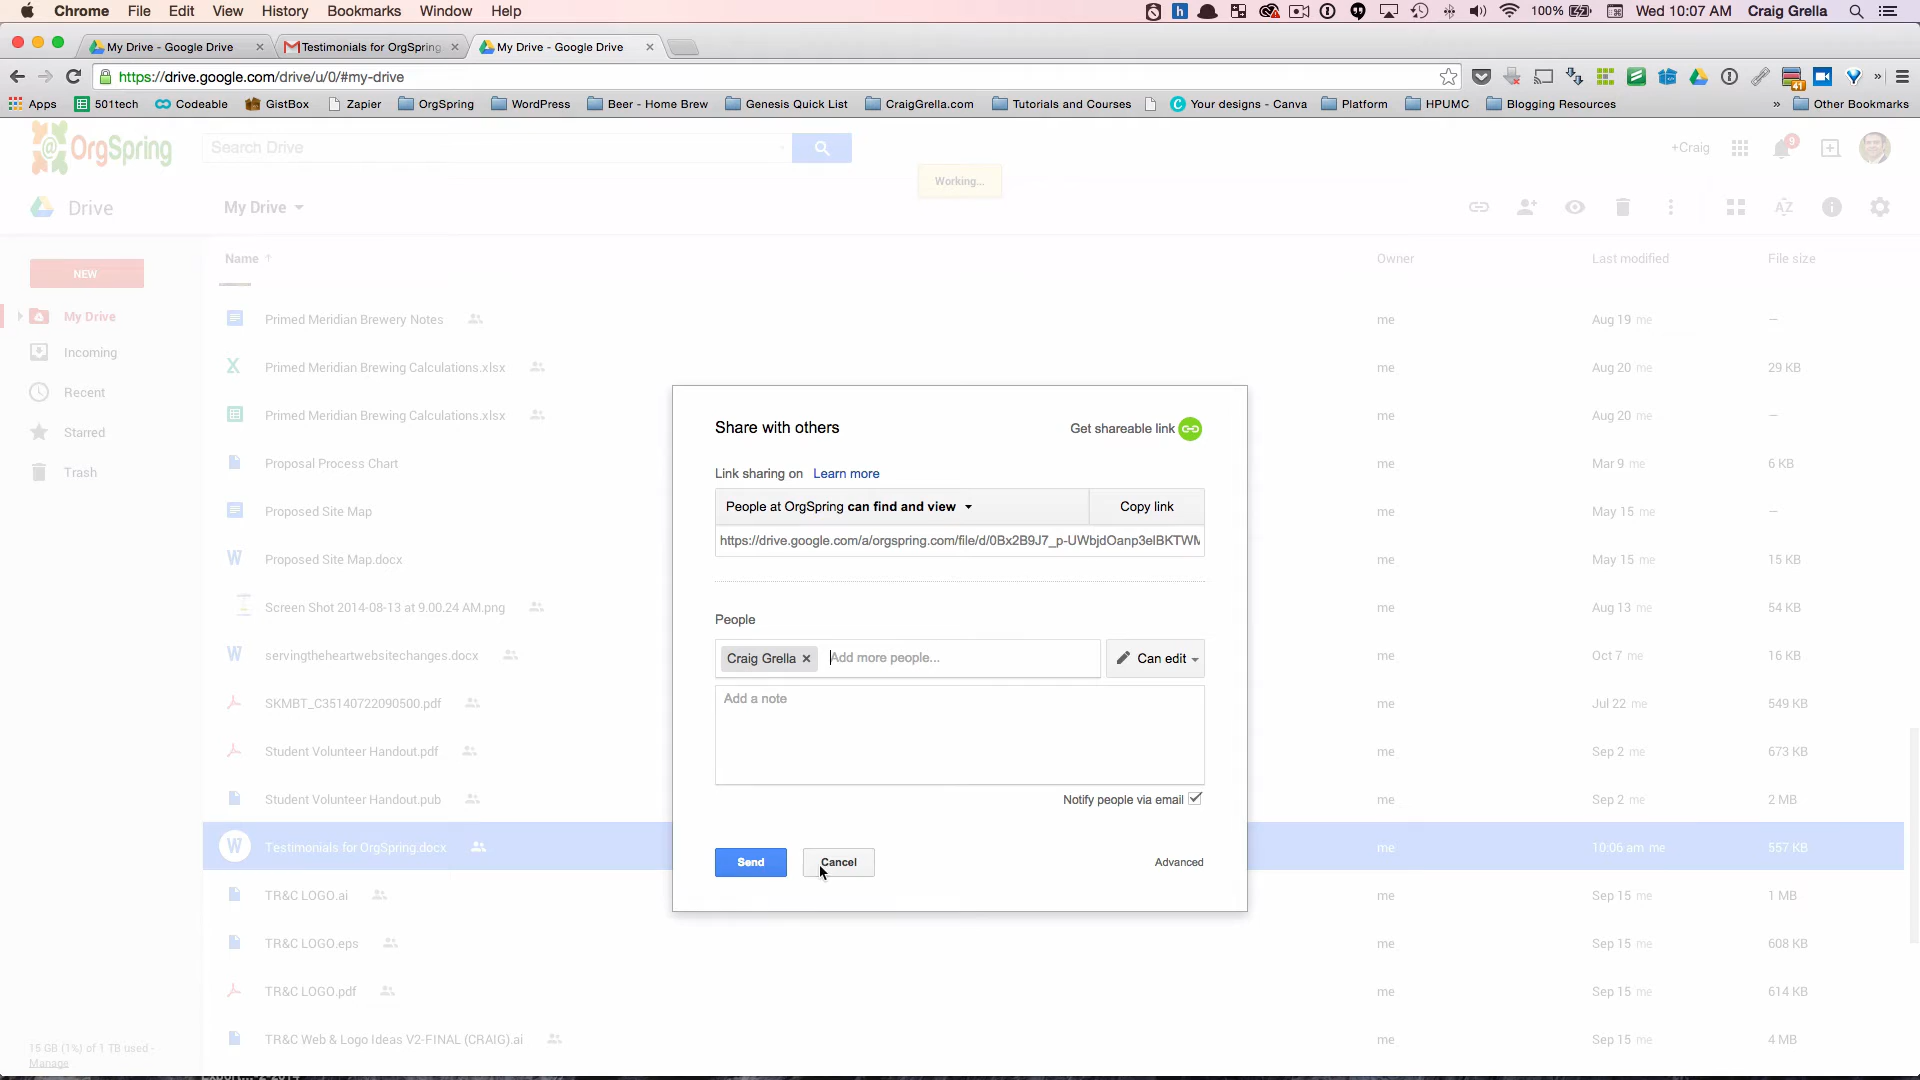 Chrome File Edit View History Bookmarks Window Help 100% Wed 10:07 AM Craig Grella
My Drive - Google Drive × Testimonials for OrgSpring × My Drive - Google Drive ×
https://drive.google.com/drive/u/0/#my-drive 41 »
Apps 501tech Codeable GistBox Zapier OrgSpring WordPress Beer - Home Brew Genesis Quick List CraigGrella.com Tutorials and Courses Your designs - Canva Platform HPUMC Blogging Resources » Other Bookmarks
@OrgSpring Search Drive +Craig
Working...
Drive My Drive
Name ↑ Owner Last modified File size
NEW
My Drive
Incoming
Recent
Starred
Trash
Primed Meridian Brewery Notes me Aug 19 me —
Primed Meridian Brewing Calculations.xlsx me Aug 20 me 29 KB
Primed Meridian Brewing Calculations.xlsx me Aug 20 me —
Proposal Process Chart me Mar 9 me 6 KB
Proposed Site Map me May 15 me —
Proposed Site Map.docx me May 15 me 15 KB
Screen Shot 2014-08-13 at 9.00.24 AM.png me Aug 13 me 54 KB
servingtheheartwebsitechanges.docx me Oct 7 me 16 KB
SKMBT_C35140722090500.pdf me Jul 22 me 549 KB
Student Volunteer Handout.pdf me Sep 2 me 673 KB
Student Volunteer Handout.pub me Sep 2 me 2 MB
Testimonials for OrgSpring.docx me 10:06 am me 557 KB
TR&C LOGO.ai me Sep 15 me 1 MB
TR&C LOGO.eps me Sep 15 me 608 KB
TR&C LOGO.pdf me Sep 15 me 614 KB
TR&C Web & Logo Ideas V2-FINAL (CRAIG).ai me Sep 15 me 4 MB
Share with others Get shareable link
Link sharing on Learn more
People at OrgSpring can find and view Copy link
https://drive.google.com/a/orgspring.com/file/d/0Bx2B9J7_p-UWbjdOanp3elBKTWM
People
Craig Grella × Add more people... Can edit
Add a note
Notify people via email
Send Cancel Advanced
15 GB (1%) of 1 TB used -
Manage